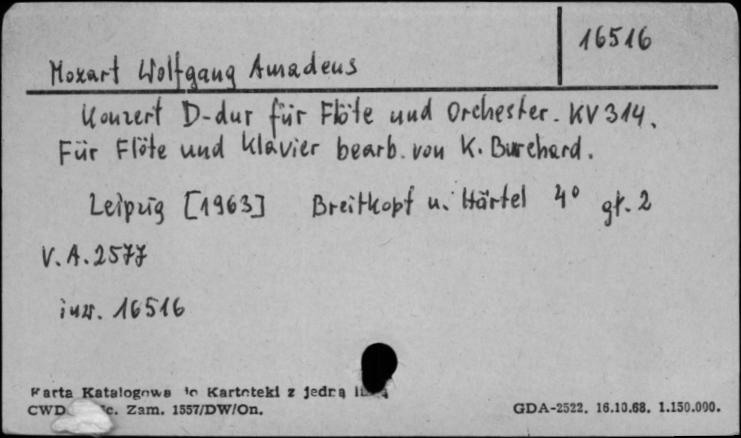 16516
Mozart Wolfgang Amadeus
Konzert D-dur für Flöte und Orchester. KV 314.
Für Flöte und Klavier bearb. von K. Burchard.
Leipzig [1963] Breitkopf u. Härtel 4° gł. 2
V.A. 2577
inw. 16516
Karta Katalogowa do Kartoteki z jedną
CWD Zam. 1557/DW/On.
GDA-2522. 16.10.68. 1.150.000.